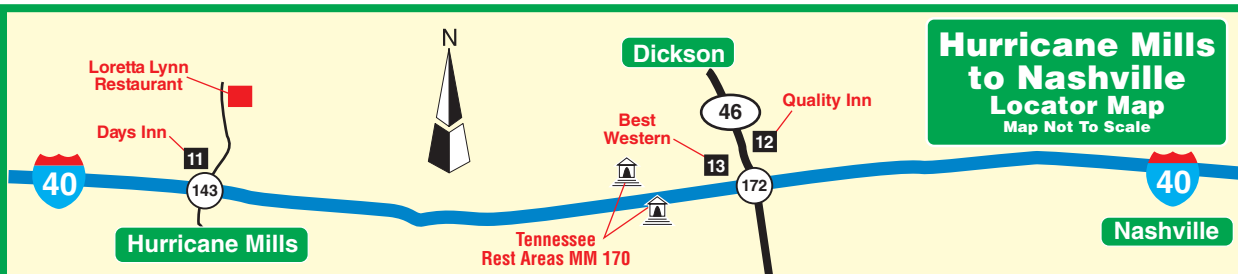 Hurricane Mills
to Nashville
Locator Map
Map Not To Scale
N
Dickson
Loretta Lynn
Restaurant
46
Quality Inn
Days Inn
Best
Western
12
11
13
40
143
172
40
Hurricane Mills
Tennessee
Rest Areas MM 170
Nashville